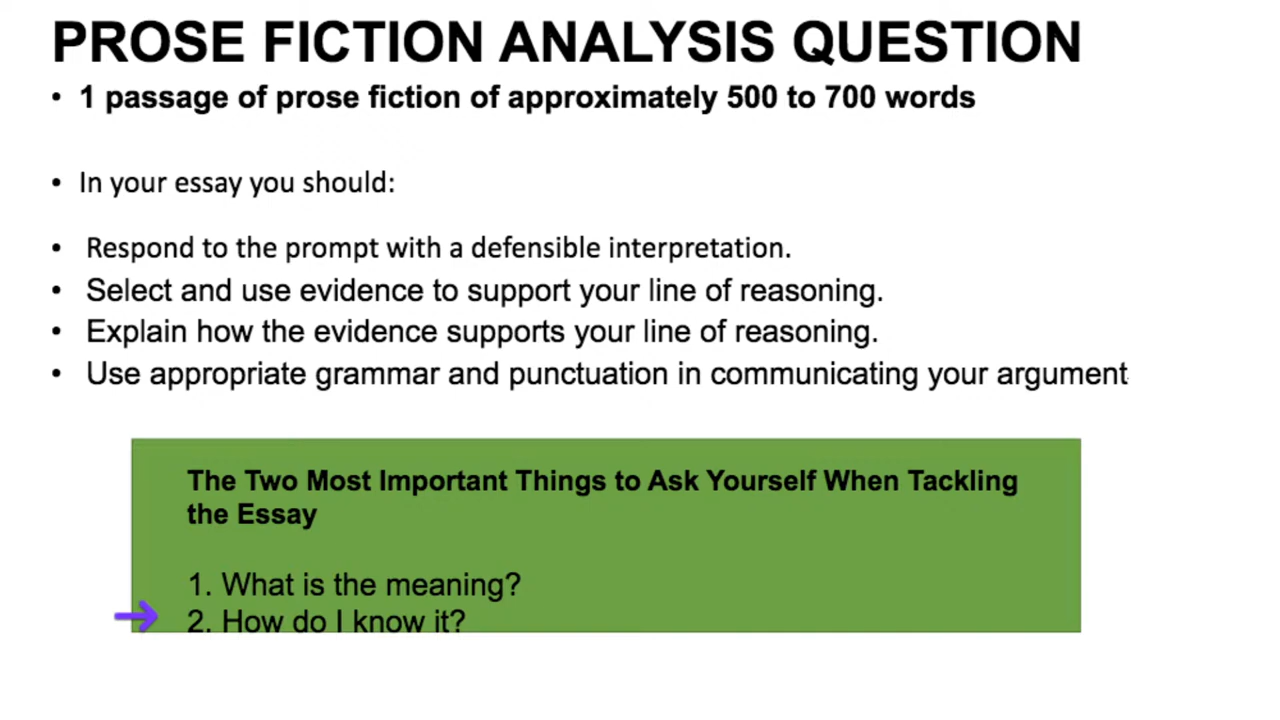 PROSE FICTION ANALYSIS QUESTION
• 1 passage of prose fiction of approximately 500 to 700 words
• In your essay you should:
• Respond to the prompt with a defensible interpretation.
• Select and use evidence to support your line of reasoning.
• Explain how the evidence supports your line of reasoning.
• Use appropriate grammar and punctuation in communicating your argument
The Two Most Important Things to Ask Yourself When Tackling
the Essay
1. What is the meaning?
2. How do I know it?